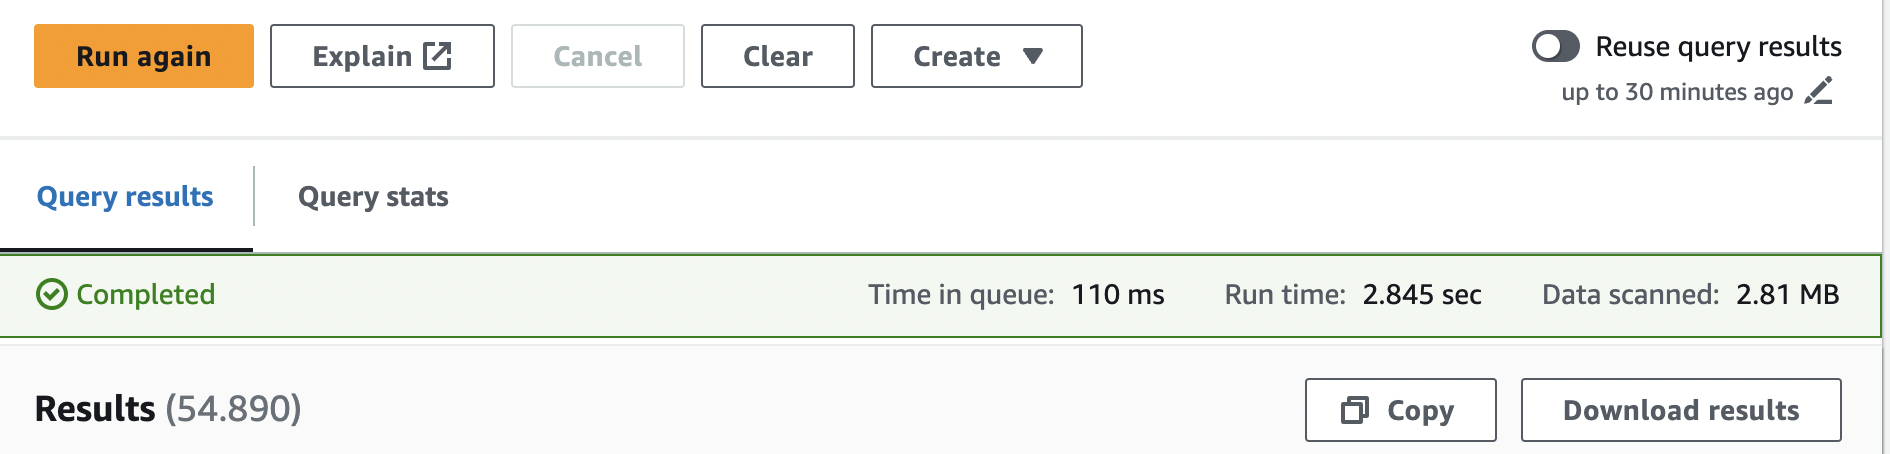 Run again Explain Cancel Clear Create Reuse query results
up to 30 minutes ago
Query results Query stats
Completed Time in queue: 110 ms Run time: 2.845 sec Data scanned: 2.81 MB
Results (54.890) Copy Download results